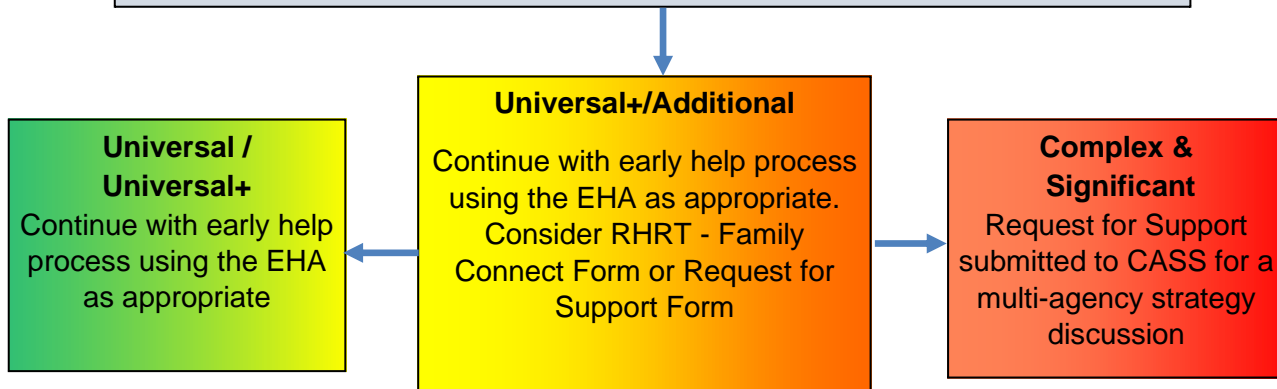 Universal /
Universal+
Continue with early help
process using the EHA
as appropriate
Universal+/Additional
Continue with early help process
using the EHA as appropriate.
Consider RHRT - Family
Connect Form or Request for
Support Form
Complex &
Significant
Request for Support
submitted to CASS for a
multi-agency strategy
discussion